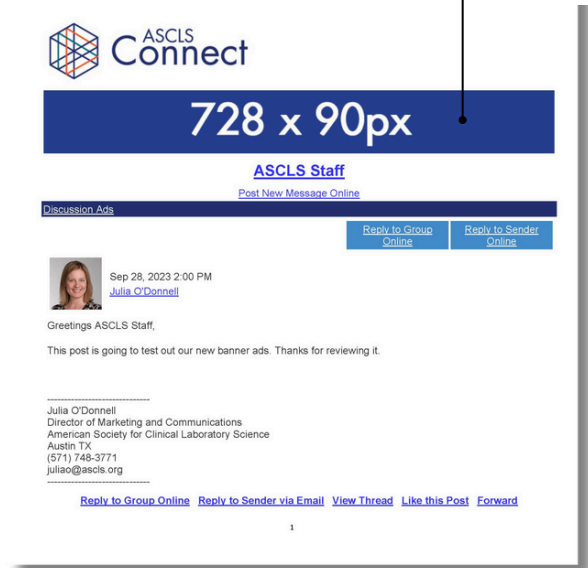 ASCLS
Connect
728 x 90px
ASCLS Staff
Post New Message Online
Discussion Ads
Reply to Group
Online
Reply to Sender
Online
Sep 28, 2023 2:00 PM
Julia O'Donnell
Greetings ASCLS Staff,
This post is going to test out our new banner ads. Thanks for reviewing it.
------------------------------
Julia O'Donnell
Director of Marketing and Communications
American Society for Clinical Laboratory Science
Austin TX
(571) 748-3771
juliao@ascls.org
------------------------------
Reply to Group Online Reply to Sender via Email View Thread Like this Post Forward
1